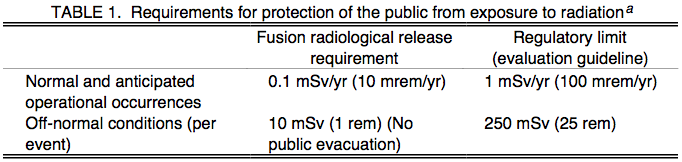 TABLE 1. Requirements for protection of the public from exposure to radiation a
Fusion radiological release requirement Regulatory limit (evaluation guideline)
Normal and anticipated operational occurrences 0.1 mSv/yr (10 mrem/yr) 1 mSv/yr (100 mrem/yr)
Off-normal conditions (per event) 10 mSv (1 rem) (No public evacuation) 250 mSv (25 rem)